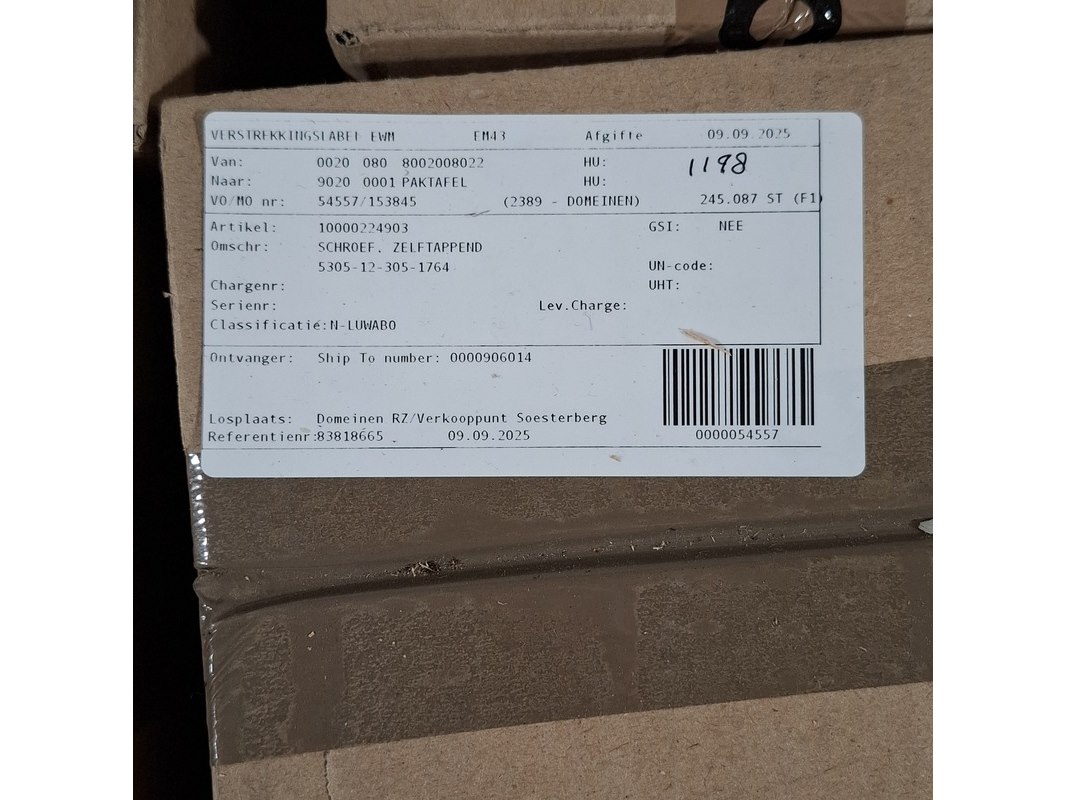 VERSTREKKINGSLABEL EWM EM43 Afgifte 09.09.2025
Van: 0020 080 8002008022 HU: 1198
Naar: 9020 0001 PAKTAFEL HU:
VO/MO nr: 54557/153845 (2389 - DOMEINEN) 245.087 ST (F1)
Artikel: 10000224903 GSI: NEE
Omschr: SCHROEF. ZELFTAPPEND
5305-12-305-1764 UN-code:
Chargenr: UHT:
Serienr: Lev.Charge:
Classificatie:N-LUWABO
Ontvanger: Ship To number: 0000906014
Losplaats: Domeinen RZ/Verkooppunt Soesterberg
Referentienr:83818665 09.09.2025 0000054557